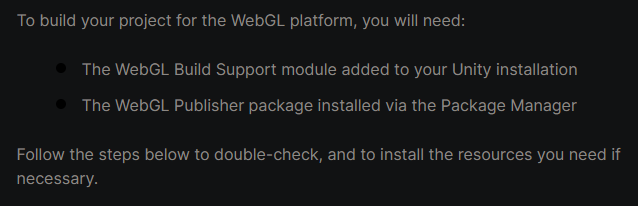 To build your project for the WebGL platform, you will need:
The WebGL Build Support module added to your Unity installation
The WebGL Publisher package installed via the Package Manager
Follow the steps below to double-check, and to install the resources you need if
necessary.